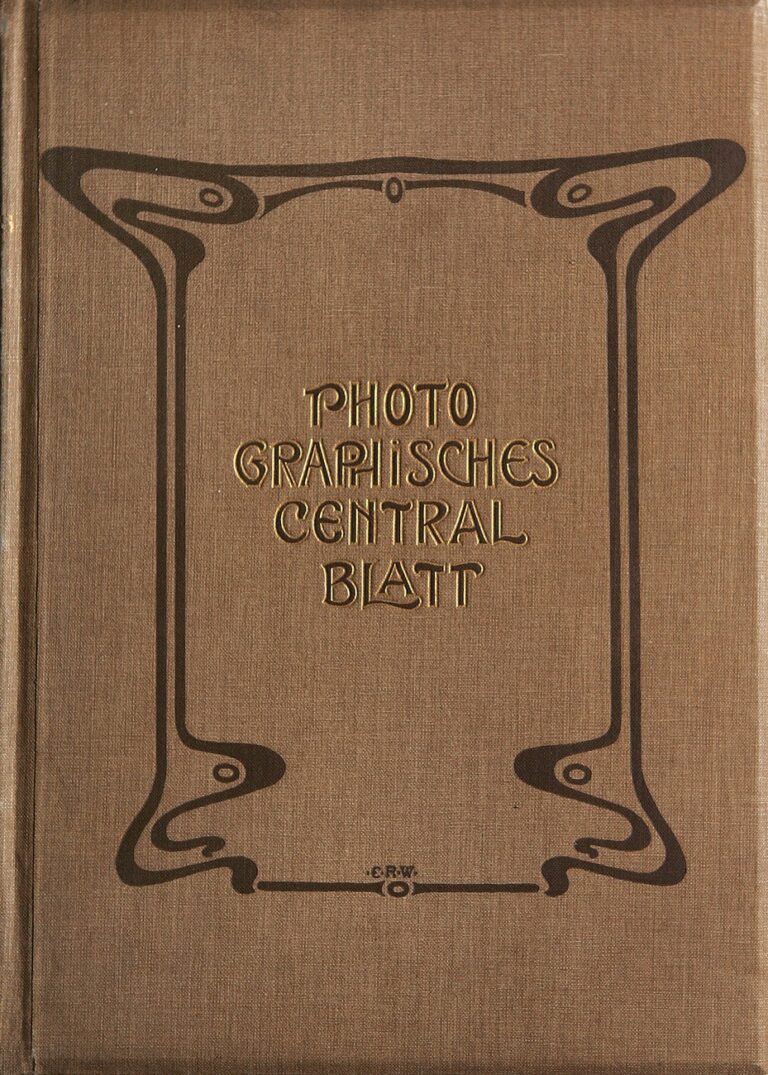 PHOTO
GRAPHiSCHES
CENTRAL
BLATT
·E·R·W·